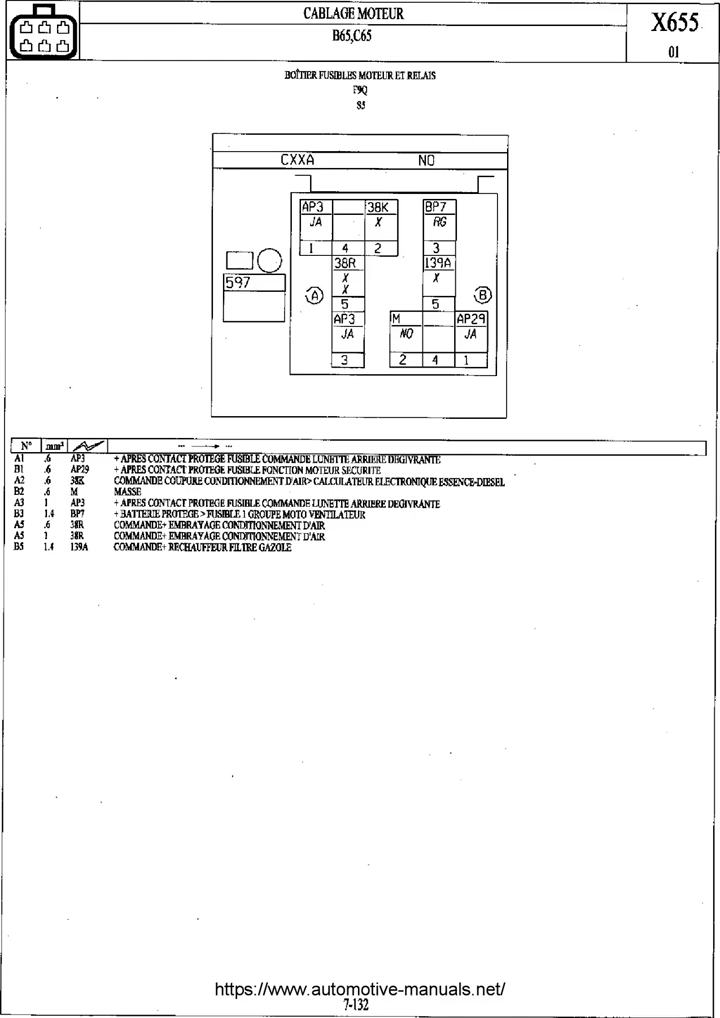 CABLAGE MOTEUR
B65,C65
X655
01
BOÎTIER FUSIBLES MOTEUR ET RELAIS
F9Q
S5
CXXA NO
AP3 38K BP7
JA X RG
1 4 2 3
38R 139A
X X
X
597
A B
5 5
AP3 M AP29
JA NO JA
3 2 4 1
N° mm²
A1 .6 AP3 + APRES CONTACT PROTEGE FUSIBLE COMMANDE LUNETTE ARRIERE DEGIVRANTE
B1 .6 AP29 + APRES CONTACT PROTEGE FUSIBLE FONCTION MOTEUR SECURITE
A2 .6 38K COMMANDE COUPURE CONDITIONNEMENT D'AIR> CALCULATEUR ELECTRONIQUE ESSENCE-DIESEL
B2 .6 M MASSE
A3 1 AP3 + APRES CONTACT PROTEGE FUSIBLE COMMANDE LUNETTE ARRIERE DEGIVRANTE
B3 1.4 BP7 + BATTERIE PROTEGE > FUSIBLE 1 GROUPE MOTO VENTILATEUR
A5 .6 38R COMMANDE+ EMBRAYAGE CONDITIONNEMENT D'AIR
A5 1 38R COMMANDE+ EMBRAYAGE CONDITIONNEMENT D'AIR
B5 1.4 139A COMMANDE+ RECHAUFFEUR FILTRE GAZOLE
https://www.automotive-manuals.net/
7-132